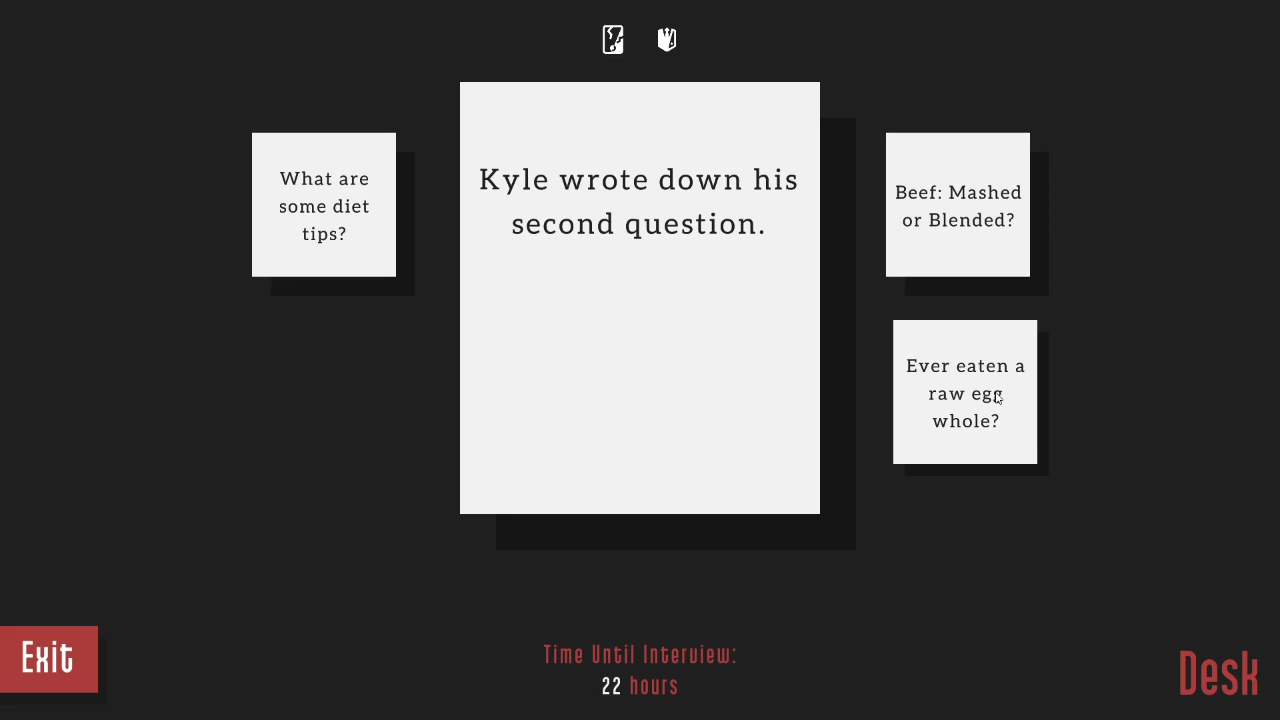 What are
some diet
tips?
Kyle wrote down his
second question.
Beef: Mashed
or Blended?
Ever eaten a
raw egg
whole?
Exit
Time Until Interview:
22 hours
Desk